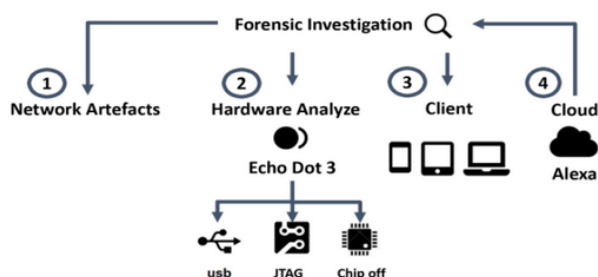 Forensic Investigation
1
Network Artefacts
2
Hardware Analyze
Echo Dot 3
usb
JTAG
Chip off
3
Client
4
Cloud
Alexa